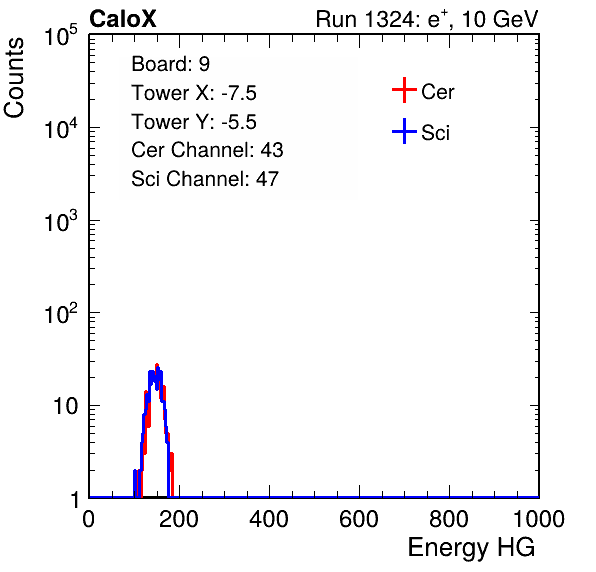 CaloX Run 1324: e⁺, 10 GeV
Counts
10⁵
10⁴
10³
10²
10
1
Board: 9
Tower X: -7.5
Tower Y: -5.5
Cer Channel: 43
Sci Channel: 47
Cer
Sci
0 200 400 600 800 1000
Energy HG